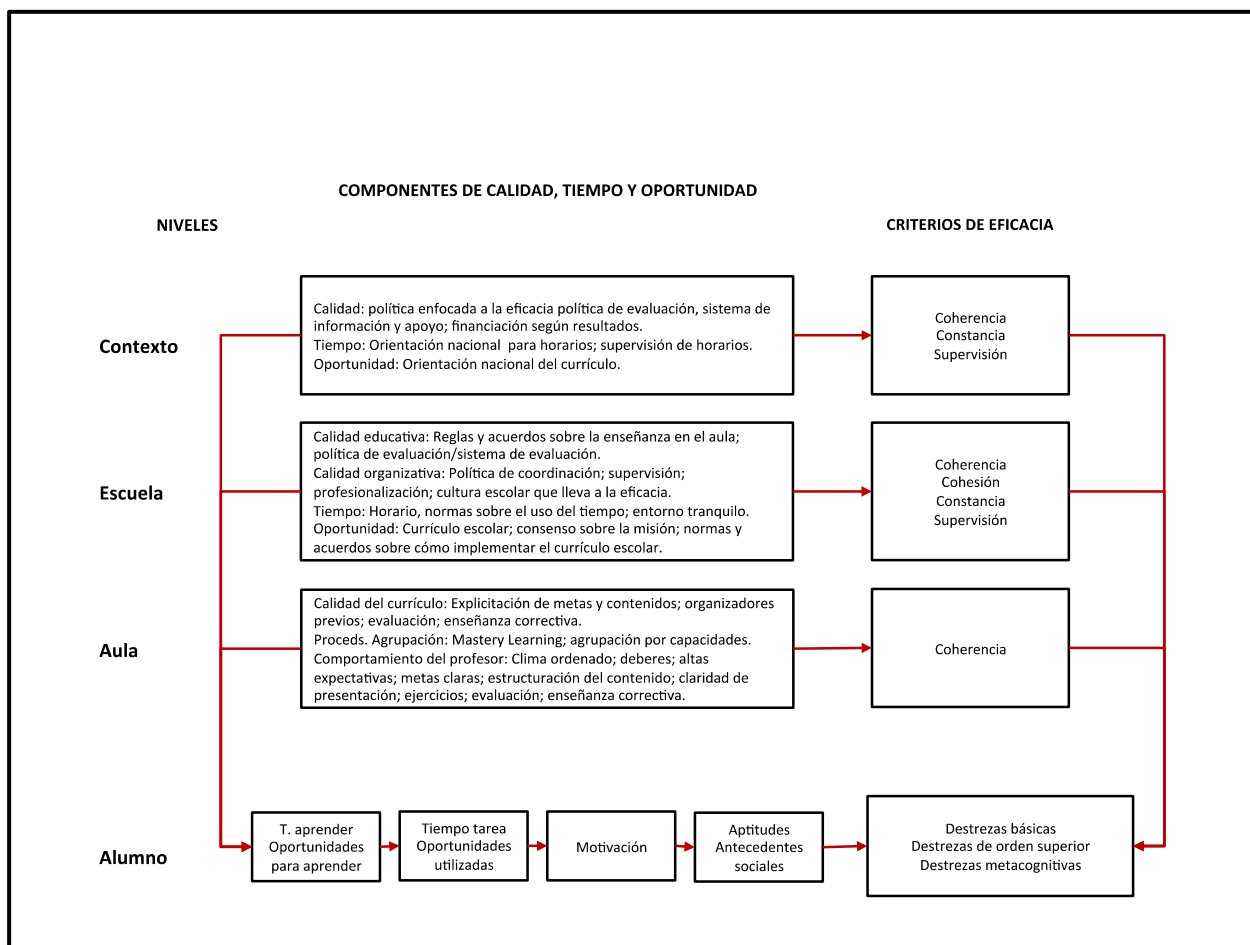 COMPONENTES DE CALIDAD, TIEMPO Y OPORTUNIDAD
NIVELES
CRITERIOS DE EFICACIA
Contexto
Calidad: política enfocada a la eficacia política de evaluación, sistema de
información y apoyo; financiación según resultados.
Tiempo: Orientación nacional para horarios; supervisión de horarios.
Oportunidad: Orientación nacional del currículo.
Coherencia
Constancia
Supervisión
Escuela
Calidad educativa: Reglas y acuerdos sobre la enseñanza en el aula;
política de evaluación/sistema de evaluación.
Calidad organizativa: Política de coordinación; supervisión;
profesionalización; cultura escolar que lleva a la eficacia.
Tiempo: Horario, normas sobre el uso del tiempo; entorno tranquilo.
Oportunidad: Currículo escolar; consenso sobre la misión; normas y
acuerdos sobre cómo implementar el currículo escolar.
Coherencia
Cohesión
Constancia
Supervisión
Aula
Calidad del currículo: Explicitación de metas y contenidos; organizadores
previos; evaluación; enseñanza correctiva.
Proceds. Agrupación: Mastery Learning; agrupación por capacidades.
Comportamiento del profesor: Clima ordenado; deberes; altas
expectativas; metas claras; estructuración del contenido; claridad de
presentación; ejercicios; evaluación; enseñanza correctiva.
Coherencia
Alumno
T. aprender
Oportunidades
para aprender
Tiempo tarea
Oportunidades
utilizadas
Motivación
Aptitudes
Antecedentes
sociales
Destrezas básicas
Destrezas de orden superior
Destrezas metacognitivas